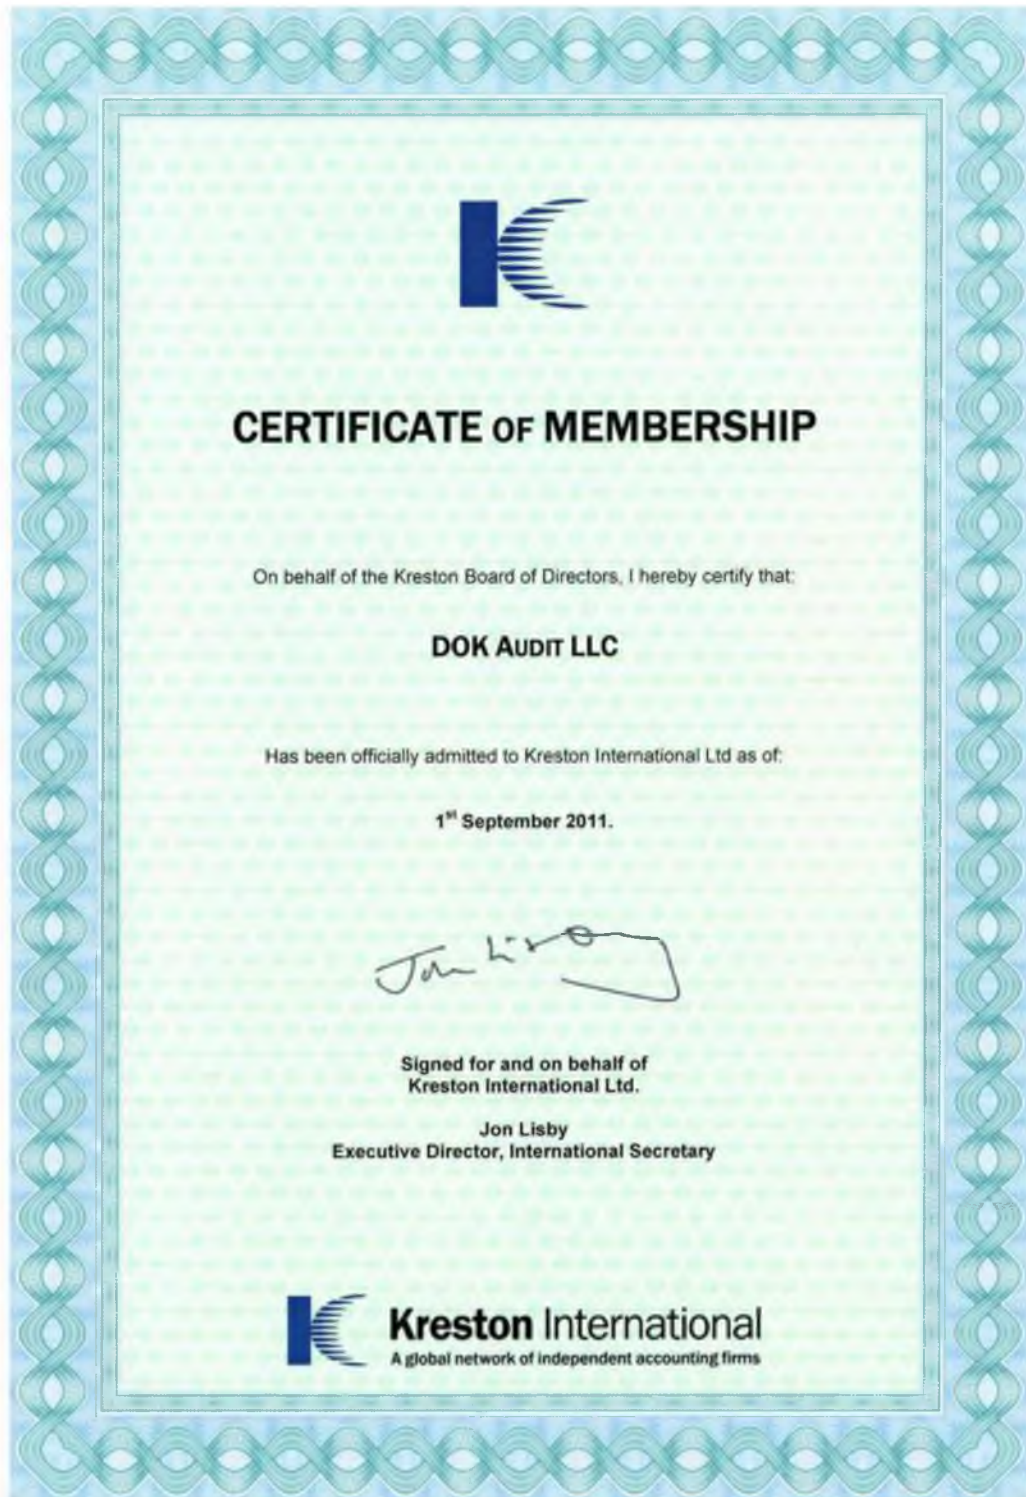 CERTIFICATE OF MEMBERSHIP
On behalf of the Kreston Board of Directors, I hereby certify that:
DOK AUDIT LLC
Has been officially admitted to Kreston International Ltd as of:
1st September 2011.
Jon Lisby
Signed for and on behalf of
Kreston International Ltd.
Jon Lisby
Executive Director, International Secretary
Kreston International
A global network of independent accounting firms